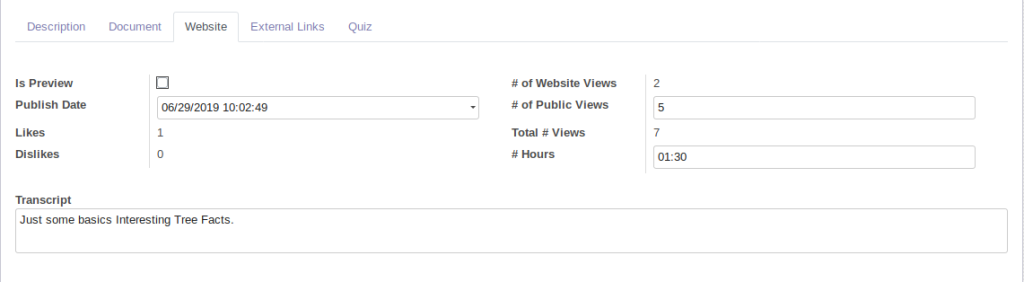 Description Document Website External Links Quiz
Is Preview # of Website Views 2
Publish Date 06/29/2019 10:02:49 # of Public Views 5
Likes 1 Total # Views 7
Dislikes 0 # Hours 01:30
Transcript
Just some basics Interesting Tree Facts.